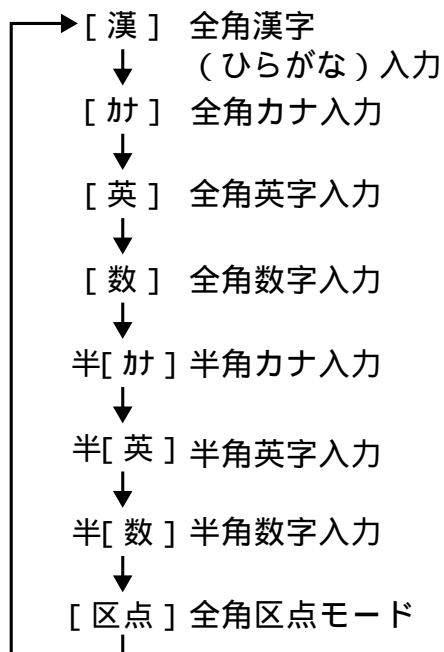 [ 漢 ] 全角漢字
( ひらがな ) 入力
[ ｶﾅ ] 全角カナ入力
[ 英 ] 全角英字入力
[ 数 ] 全角数字入力
半[ ｶﾅ ] 半角カナ入力
半[ 英 ] 半角英字入力
半[ 数 ] 半角数字入力
[ 区点 ] 全角区点モード